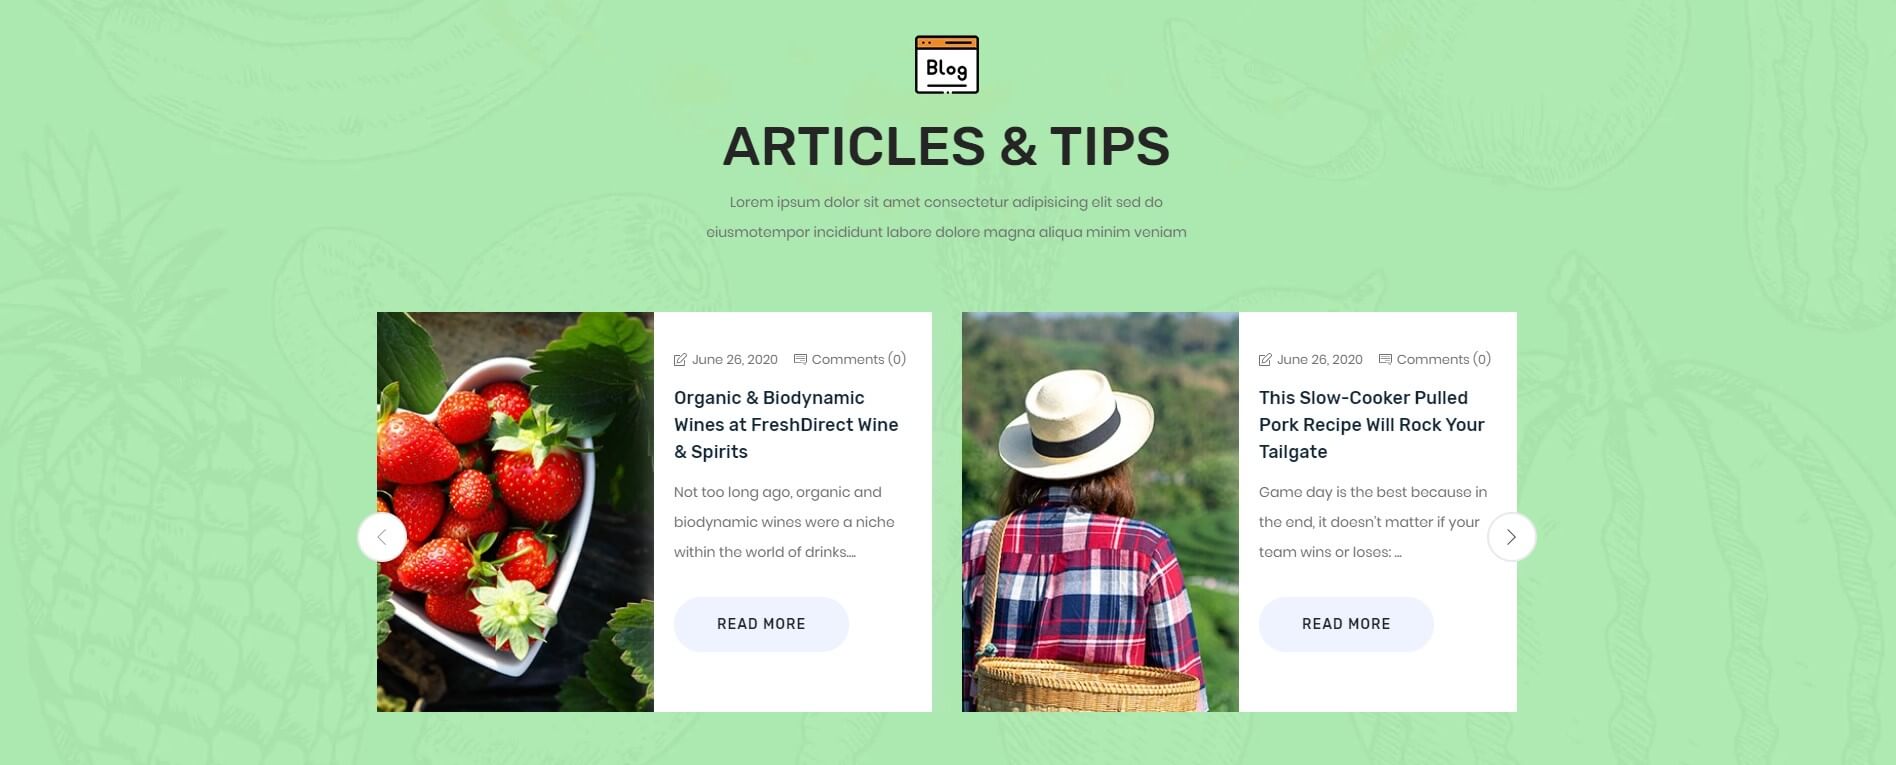 Blog
ARTICLES & TIPS
Lorem ipsum dolor sit amet consectetur adipisicing elit sed do
eiusmotempor incididunt labore dolore magna aliqua minim veniam
June 26, 2020 Comments (0)
Organic & Biodynamic
Wines at FreshDirect Wine
& Spirits
Not too long ago, organic and
biodynamic wines were a niche
within the world of drinks....
READ MORE
June 26, 2020 Comments (0)
This Slow-Cooker Pulled
Pork Recipe Will Rock Your
Tailgate
Game day is the best because in
the end, it doesn't matter if your
team wins or loses: ...
READ MORE